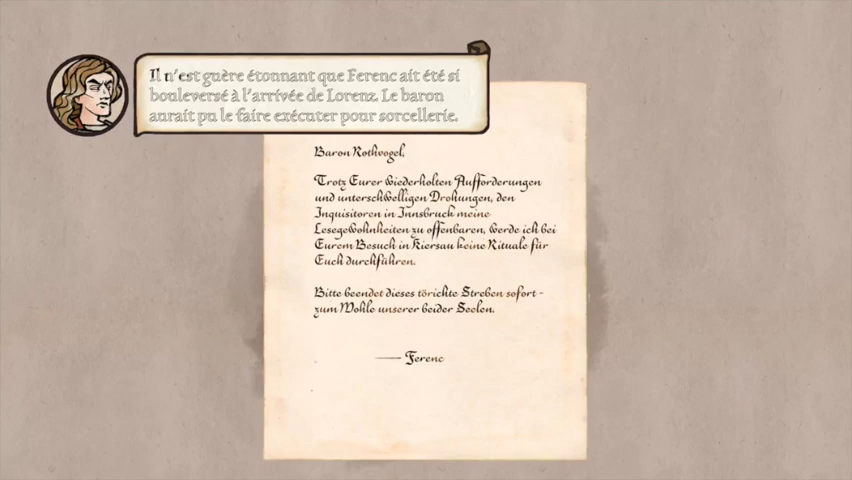 Il n'est guère étonnant que Ferenc ait été si
bouleversé à l'arrivée de Lorenz. Le baron
aurait pu le faire exécuter pour sorcellerie.
Baron Rothvogel,
Trotz Eurer wiederholten Aufforderungen
und unterschwelligen Drohungen, den
Inquisitoren in Innsbruck meine
Lesegewohnheiten zu offenbaren, werde ich bei
Eurem Besuch in Kiersau keine Rituale für
Euch durchführen.
Bitte beendet dieses törichte Streben sofort -
zum Wohle unserer beider Seelen.
—— Ferenc